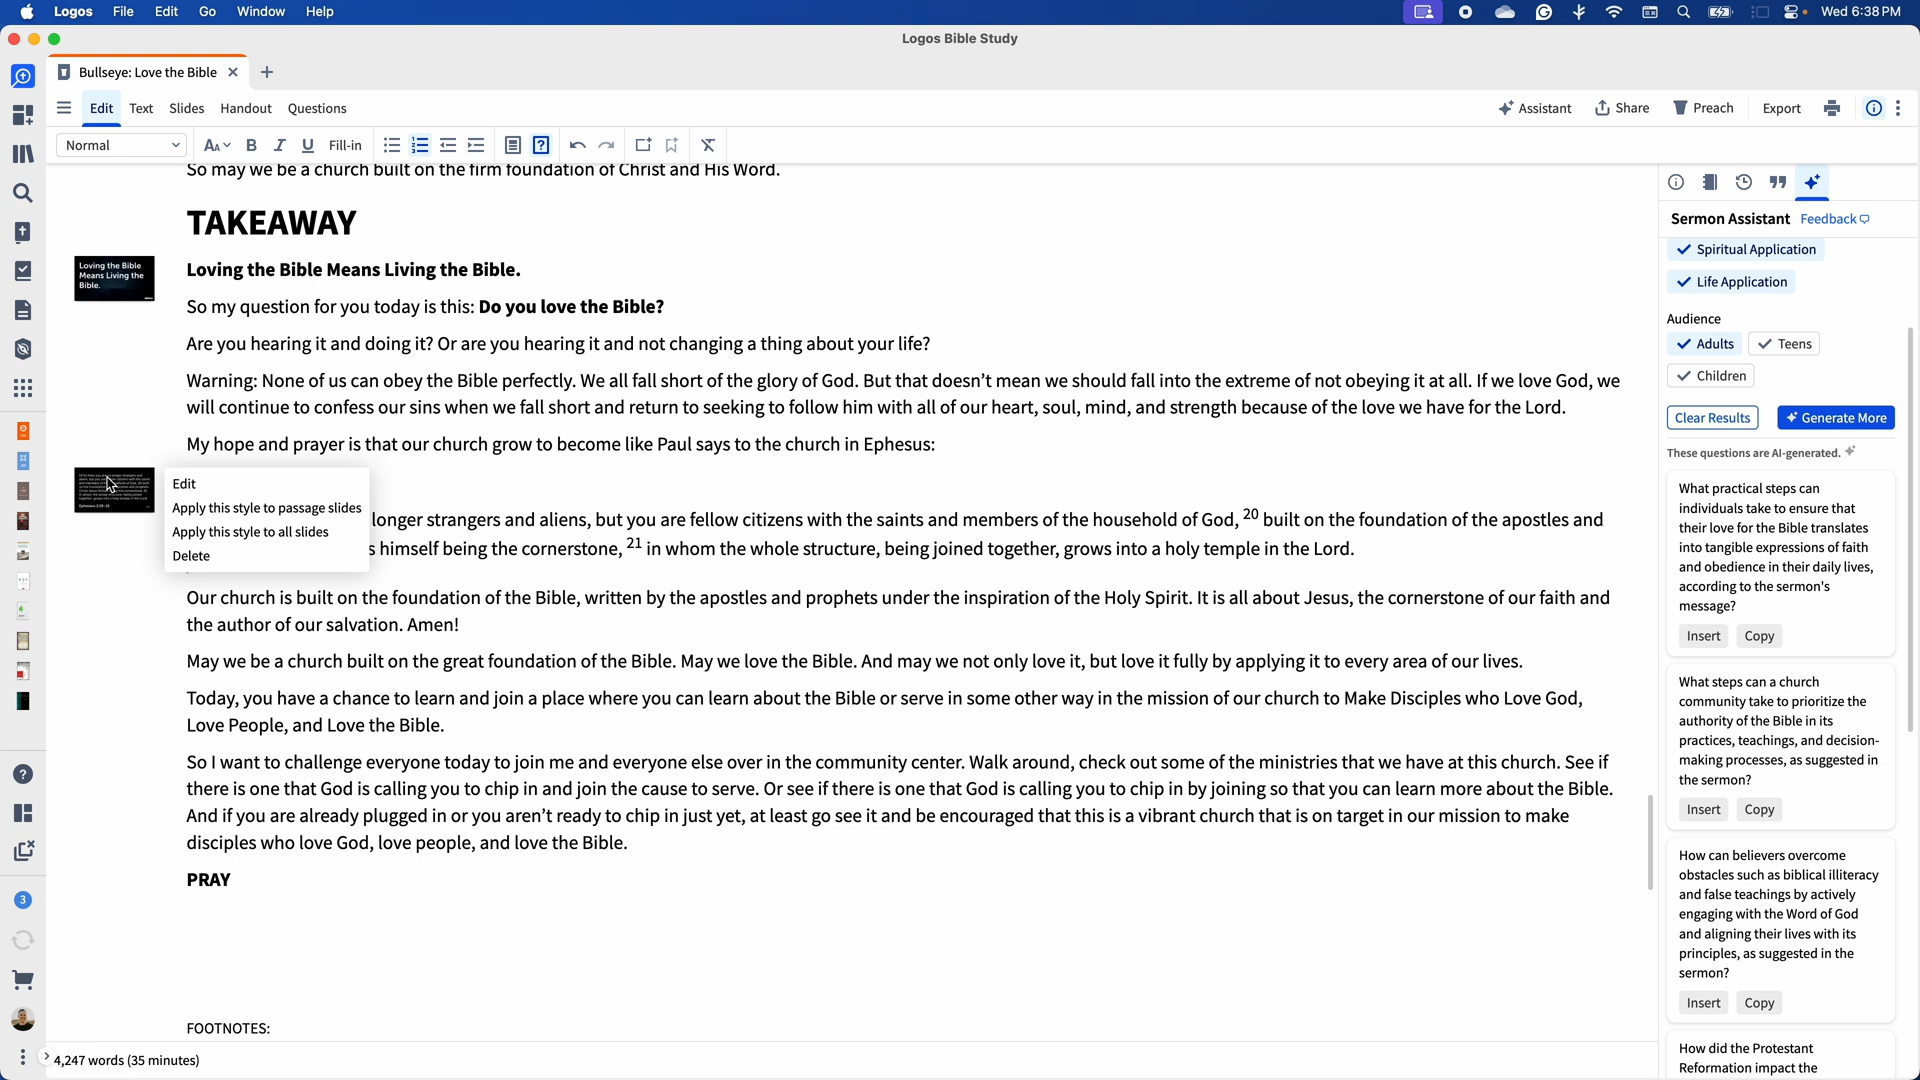 Logos File Edit Go Window Help
Wed 6:38 PM
Logos Bible Study
Bullseye: Love the Bible
Edit Text Slides Handout Questions
Assistant Share Preach Export
Normal
Fill-in
So may we be a church built on the firm foundation of Christ and His Word.
TAKEAWAY
Loving the Bible
Means Living the
Bible.
Loving the Bible Means Living the Bible.
So my question for you today is this: Do you love the Bible?
Are you hearing it and doing it? Or are you hearing it and not changing a thing about your life?
Warning: None of us can obey the Bible perfectly. We all fall short of the glory of God. But that doesn’t mean we should fall into the extreme of not obeying it at all. If we love God, we
will continue to confess our sins when we fall short and return to seeking to follow him with all of our heart, soul, mind, and strength because of the love we have for the Lord.
My hope and prayer is that our church grow to become like Paul says to the church in Ephesus:
Edit
Apply this style to passage slides
Apply this style to all slides
Delete
longer strangers and aliens, but you are fellow citizens with the saints and members of the household of God, 20 built on the foundation of the apostles and
s himself being the cornerstone, 21 in whom the whole structure, being joined together, grows into a holy temple in the Lord.
Our church is built on the foundation of the Bible, written by the apostles and prophets under the inspiration of the Holy Spirit. It is all about Jesus, the cornerstone of our faith and
the author of our salvation. Amen!
May we be a church built on the great foundation of the Bible. May we love the Bible. And may we not only love it, but love it fully by applying it to every area of our lives.
Today, you have a chance to learn and join a place where you can learn about the Bible or serve in some other way in the mission of our church to Make Disciples who Love God,
Love People, and Love the Bible.
So I want to challenge everyone today to join me and everyone else over in the community center. Walk around, check out some of the ministries that we have at this church. See if
there is one that God is calling you to chip in and join the cause to serve. Or see if there is one that God is calling you to chip in by joining so that you can learn more about the Bible.
And if you are already plugged in or you aren’t ready to chip in just yet, at least go see it and be encouraged that this is a vibrant church that is on target in our mission to make
disciples who love God, love people, and love the Bible.
PRAY
FOOTNOTES:
3
4,247 words (35 minutes)
Sermon Assistant Feedback
Spiritual Application
Life Application
Audience
Adults Teens
Children
Clear Results Generate More
These questions are AI-generated.
What practical steps can
individuals take to ensure that
their love for the Bible translates
into tangible expressions of faith
and obedience in their daily lives,
according to the sermon's
message?
Insert Copy
What steps can a church
community take to prioritize the
authority of the Bible in its
practices, teachings, and decision-
making processes, as suggested in
the sermon?
Insert Copy
How can believers overcome
obstacles such as biblical illiteracy
and false teachings by actively
engaging with the Word of God
and aligning their lives with its
principles, as suggested in the
sermon?
Insert Copy
How did the Protestant
Reformation impact the